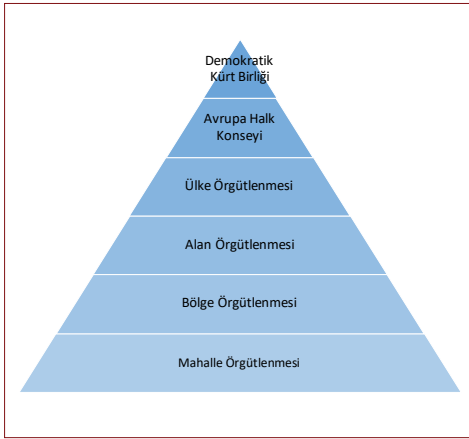 Demokratik
Kürt Birliği
Avrupa Halk
Konseyi
Ülke Örgütlenmesi
Alan Örgütlenmesi
Bölge Örgütlenmesi
Mahalle Örgütlenmesi